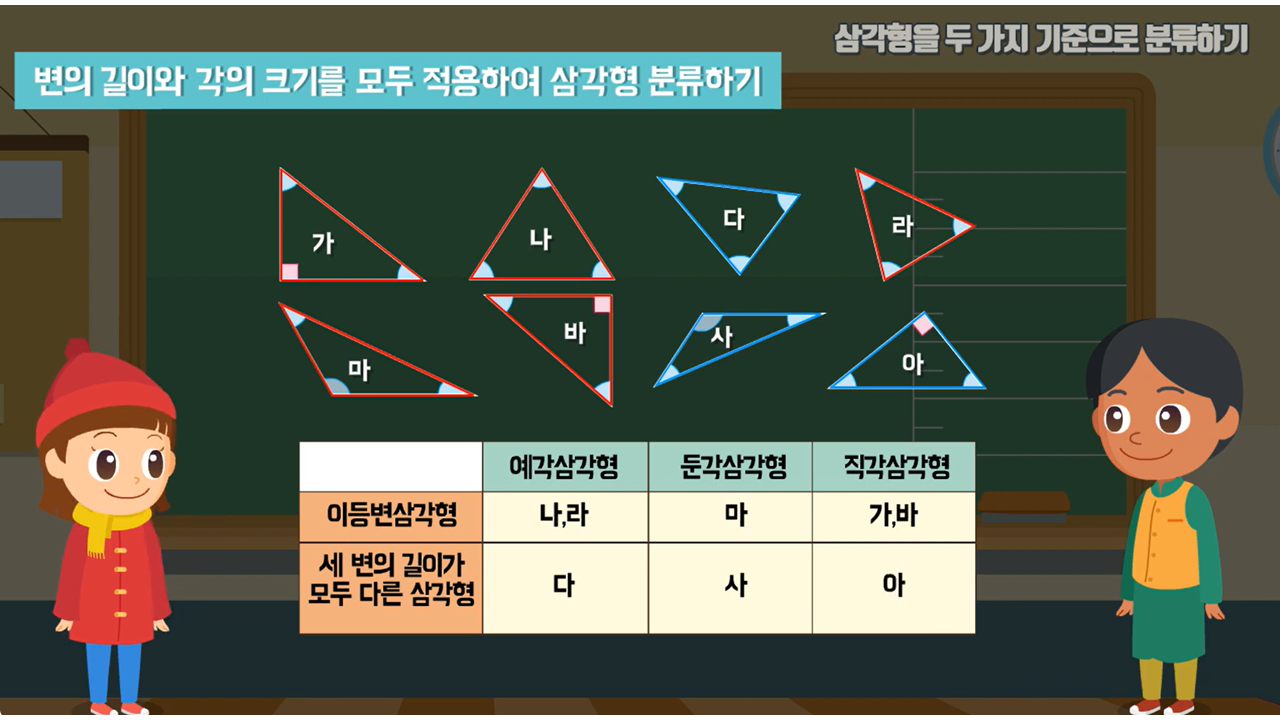 삼각형을 두 가지 기준으로 분류하기
변의 길이와 각의 크기를 모두 적용하여 삼각형 분류하기
가
나
다
라
마
바
사
아
예각삼각형 둔각삼각형 직각삼각형
이등변삼각형 나,라 마 가,바
세 변의 길이가
모두 다른 삼각형 다 사 아